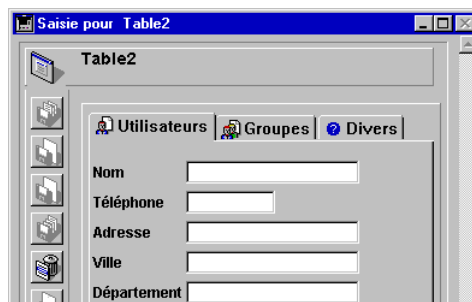 Saisie pour Table2
Table2
Utilisateurs Groupes Divers
Nom
Téléphone
Adresse
Ville
Département